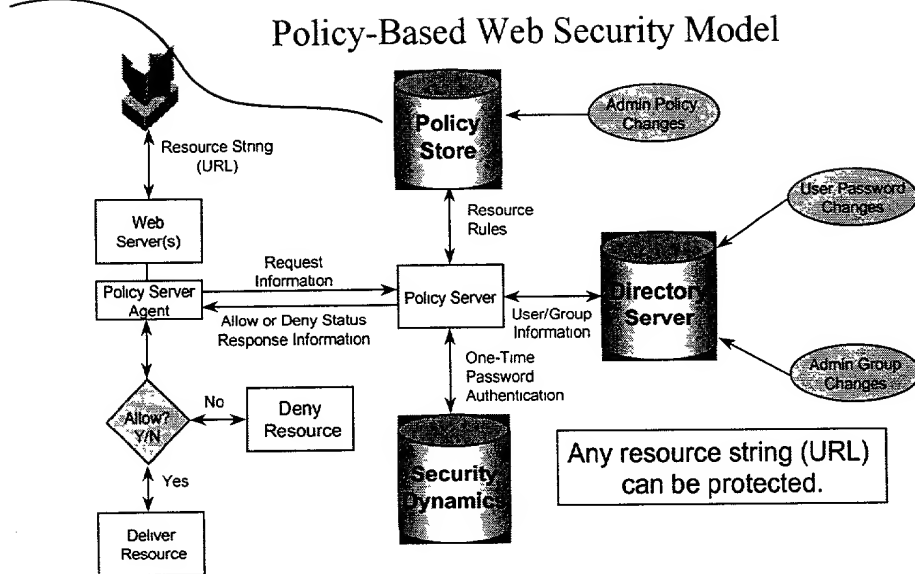 Policy-Based Web Security Model
Resource String
(URL)
Policy
Store
Admin Policy
Changes
Web
Server(s)
Resource
Rules
User Password
Changes
Request
Information
Policy Server
Agent
Policy Server
Allow or Deny Status
Response Information
User/Group
Information
Directory
Server
One-Time
Password
Authentication
Admin Group
Changes
Allow?
Y/N
No
Deny
Resource
Yes
Security
Dynamics
Any resource string (URL)
can be protected.
Deliver
Resource